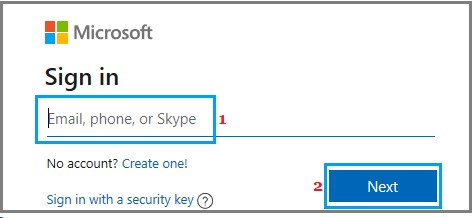 Microsoft
Sign in
Email, phone, or Skype 1
No account? Create one!
2 Next
Sign in with a security key ?